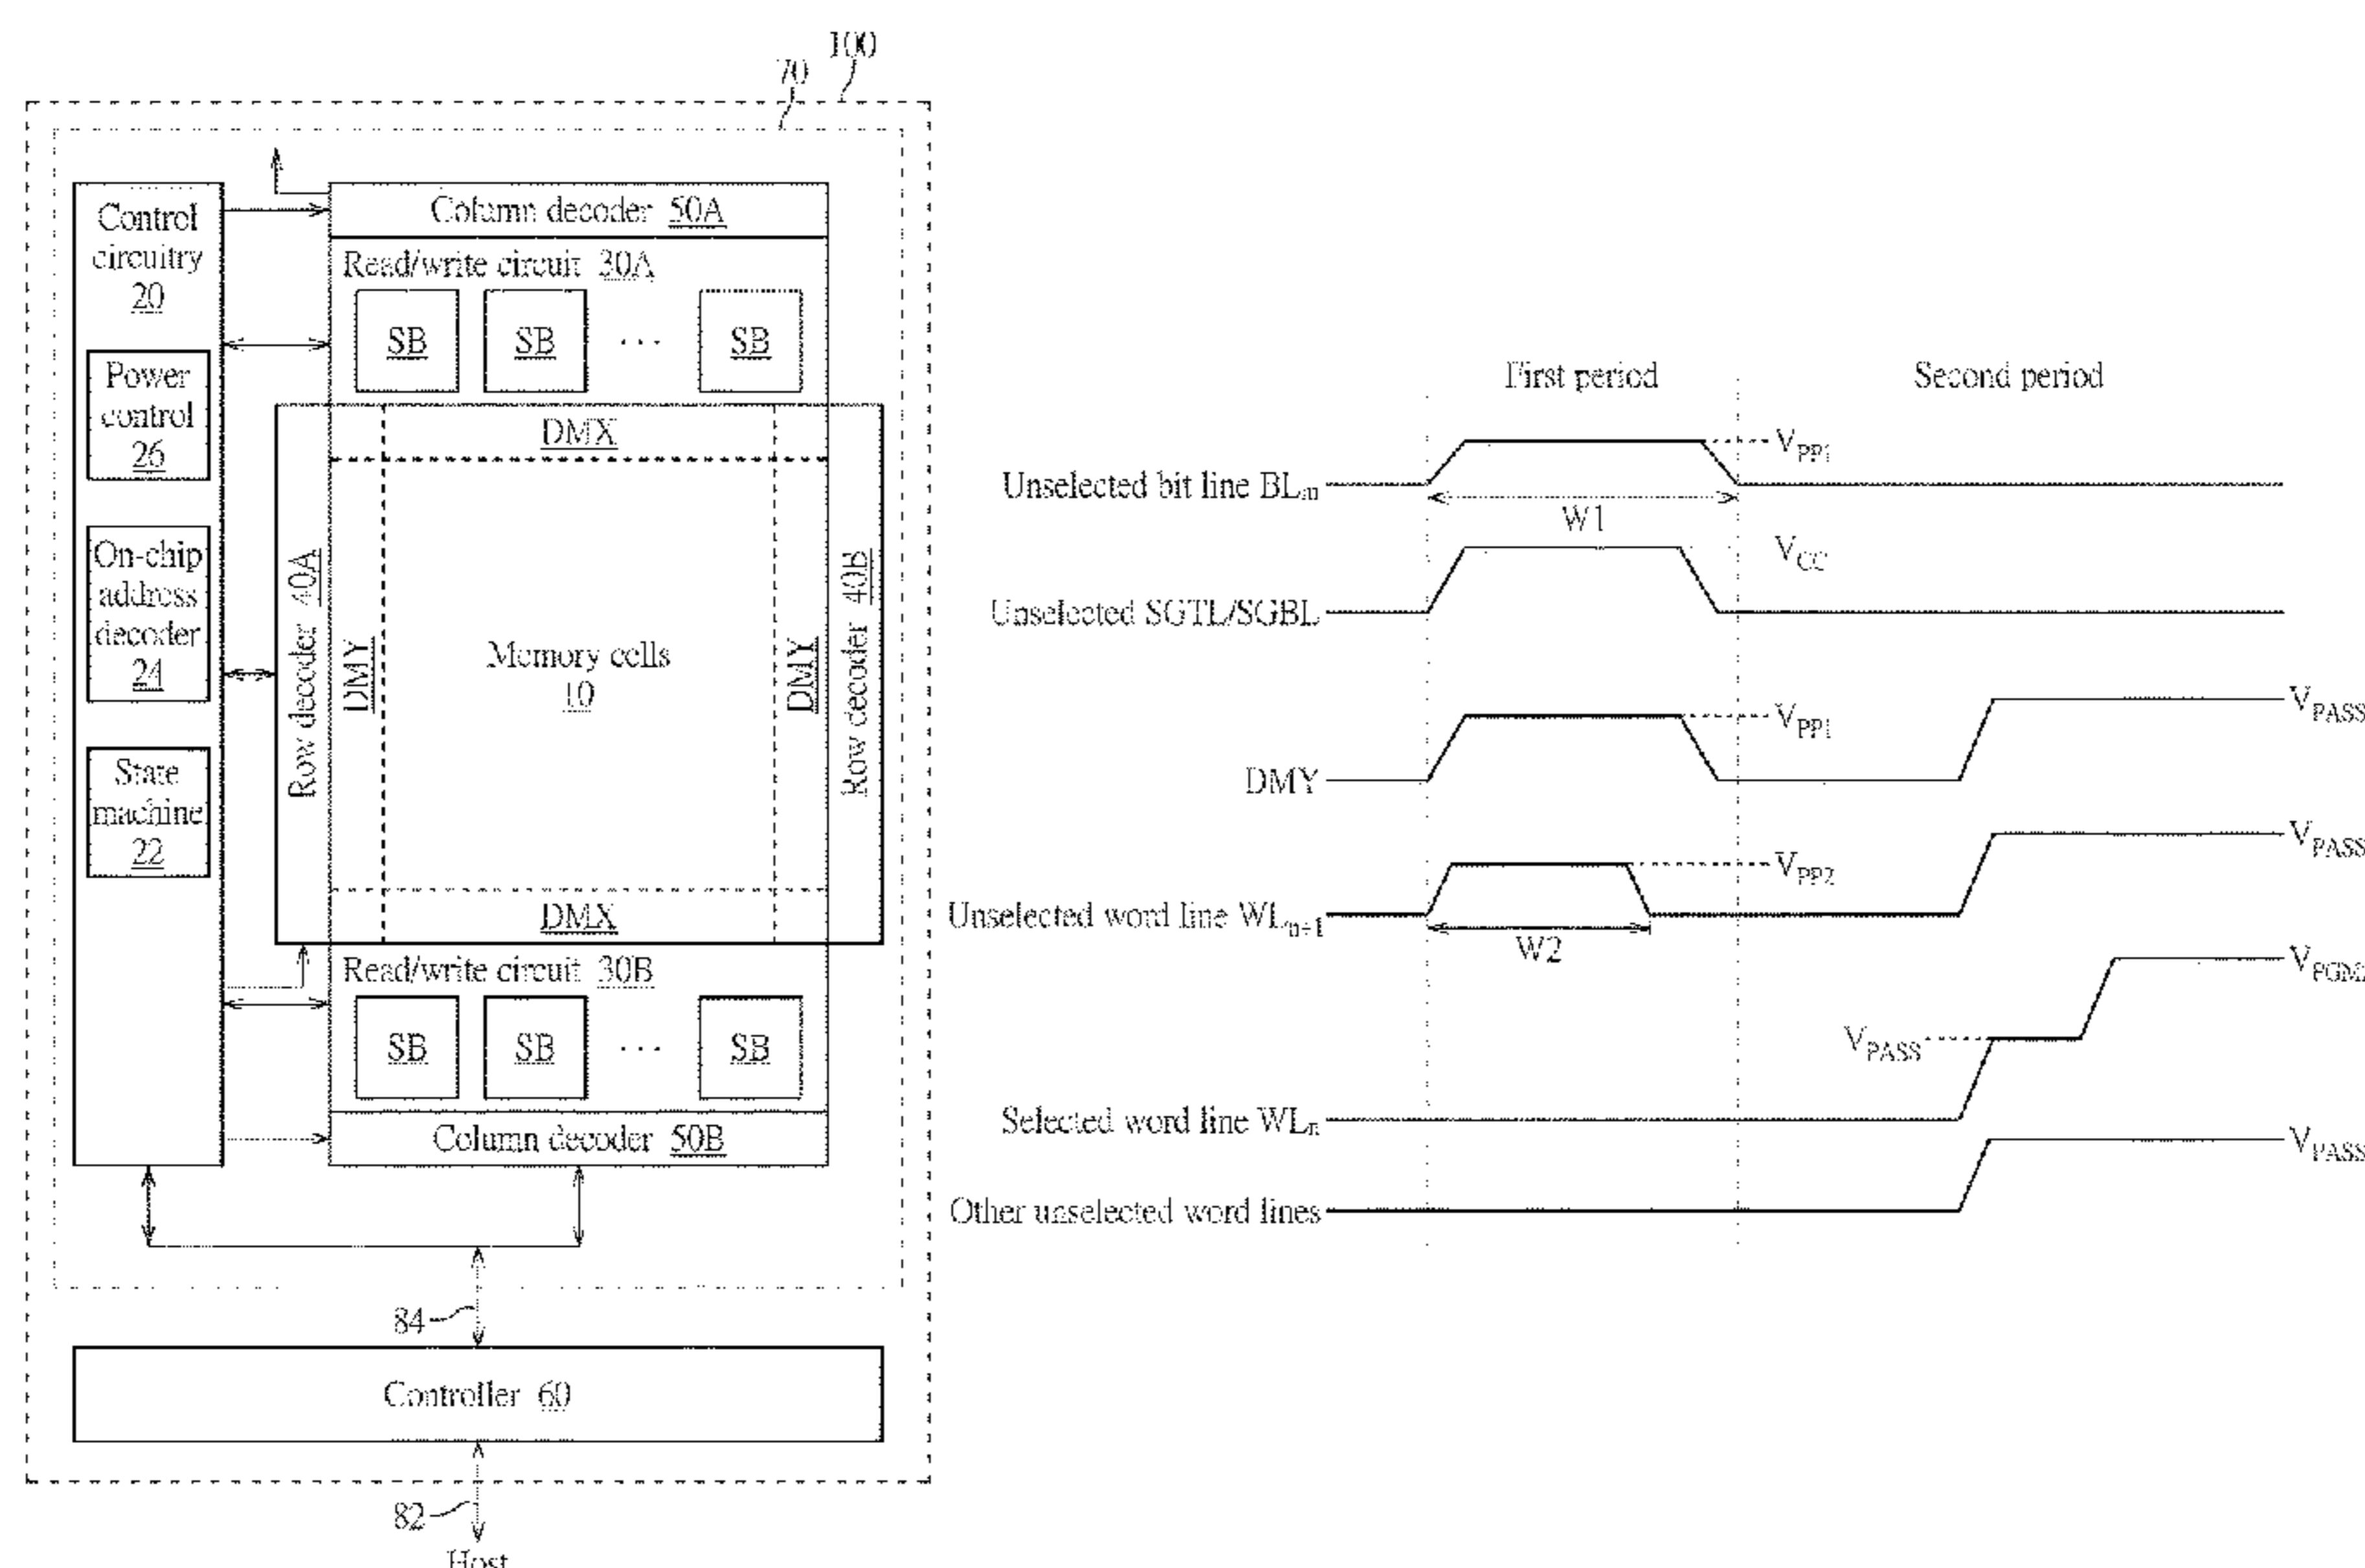 100
70
Control
circuitry
20
Power
control
26
On-chip
address
decoder
24
State
machine
22
Column decoder 50A
Read/write circuit 30A
SB SB ... SB
DMX
Row decoder 40A
DMY
Memory cells
10
DMY
Row decoder 40B
DMX
Read/write circuit 30B
SB SB ... SB
Column decoder 50B
84
Controller 60
82
Host
First period Second period
Unselected bit line BLm VPP1
W1
Unselected SGTL/SGBL VCC
DMY VPP1 VPASS
Unselected word line WLn+1 VPP2 VPASS
W2
Selected word line WLn VPASS VPGM2
Other unselected word lines VPASS